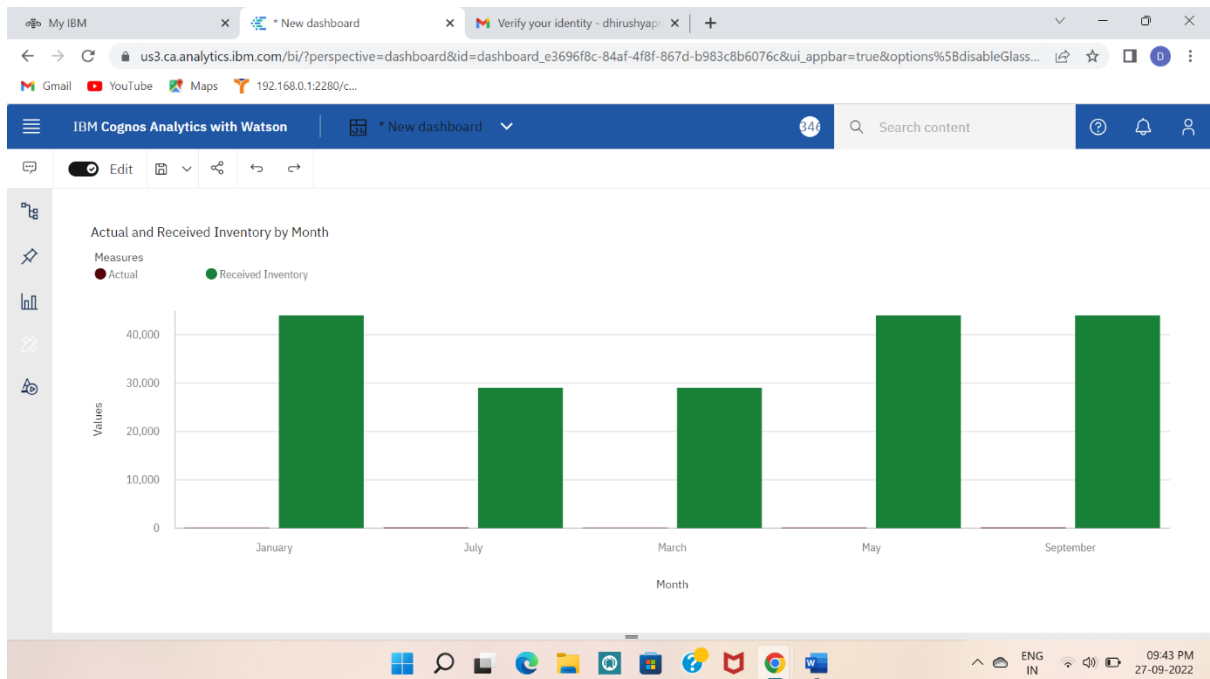 My IBM
* New dashboard
Verify your identity - dhirushyapr
us3.ca.analytics.ibm.com/bi/?perspective=dashboard&id=dashboard_e3696f8c-84af-4f8f-867d-b983c8b6076c&ui_appbar=true&options%5BdisableGlass...
D
Gmail
YouTube
Maps
192.168.0.1:2280/c...
IBM Cognos Analytics with Watson
* New dashboard
346
Search content
Edit
Actual and Received Inventory by Month
Measures
Actual
Received Inventory
40,000
30,000
20,000
10,000
0
Values
January
July
March
May
September
Month
ENG
IN
09:43 PM
27-09-2022